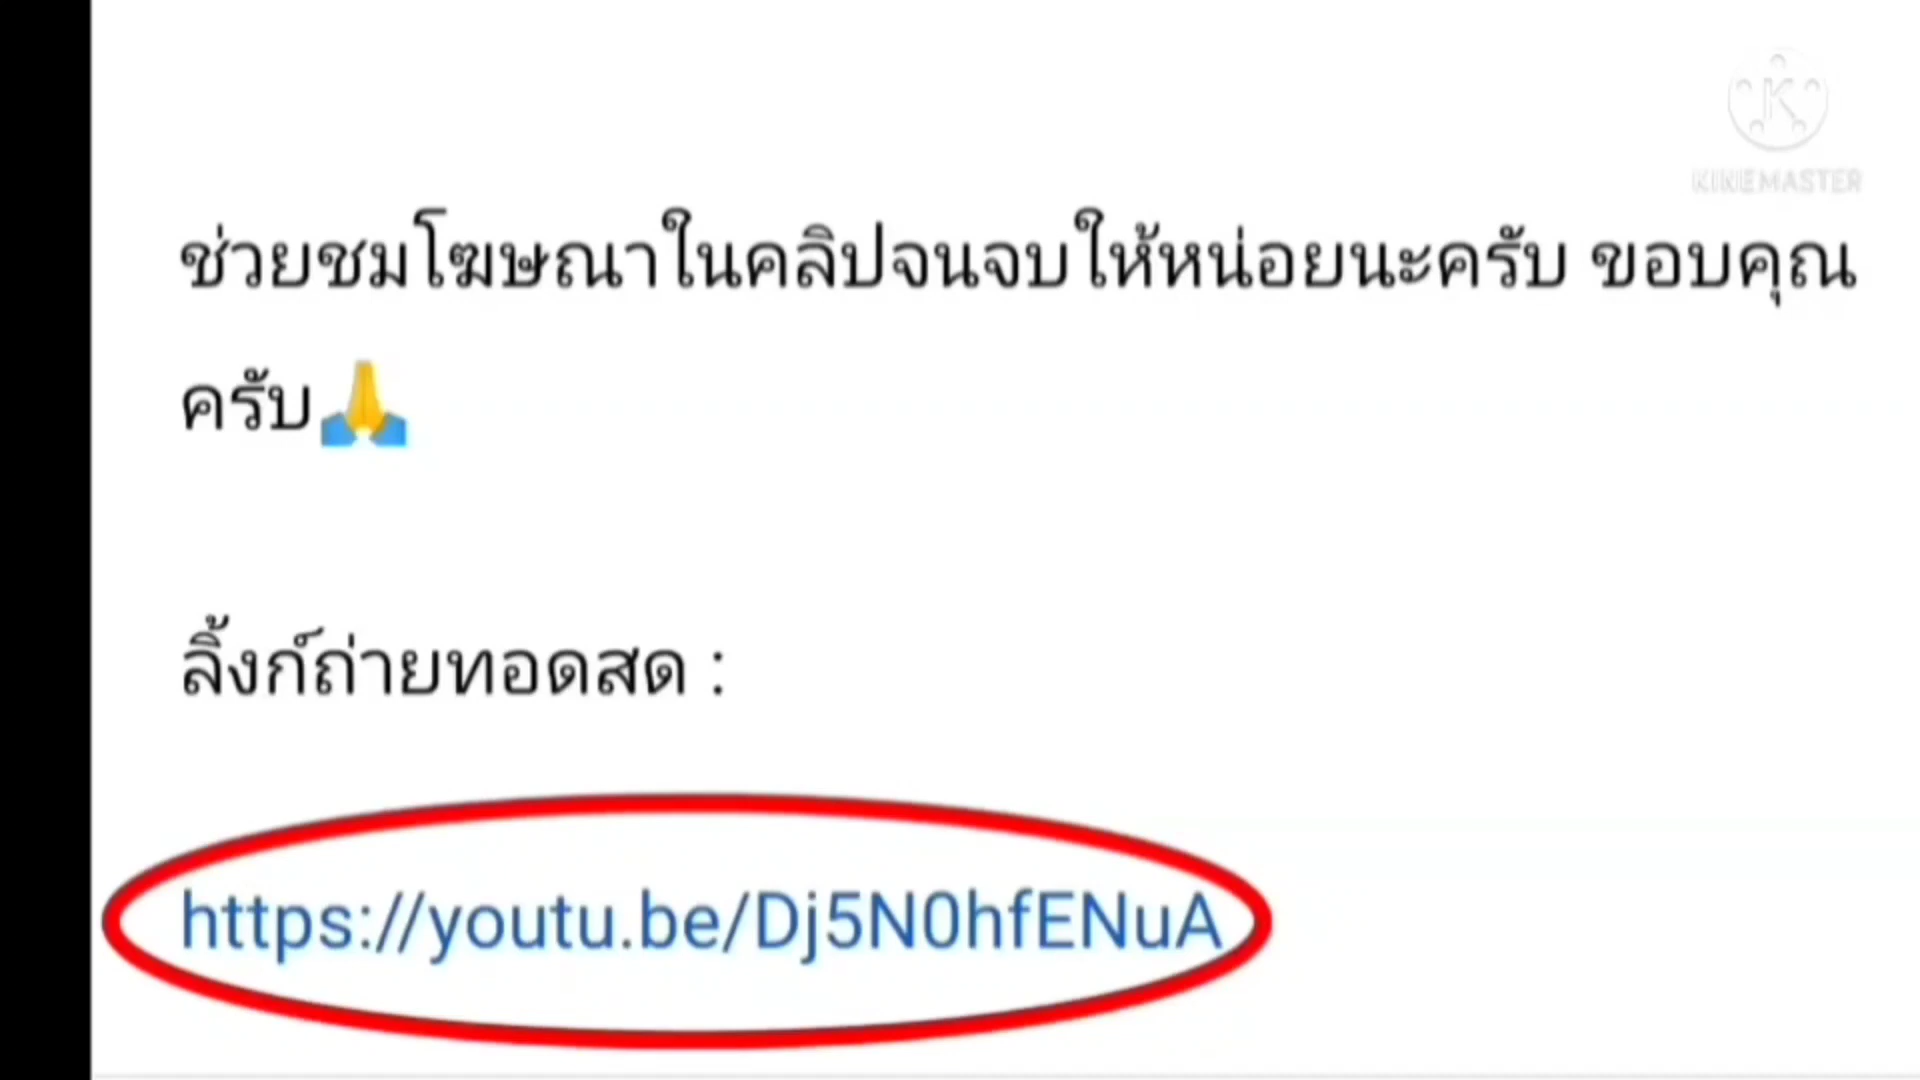 KINEMASTER
ช่วยชมโฆษณาในคลิปจนจบให้หน่อยนะครับ ขอบคุณ
ครับ🙏
ลิ้งก์ถ่ายทอดสด :
https://youtu.be/Dj5N0hfENuA